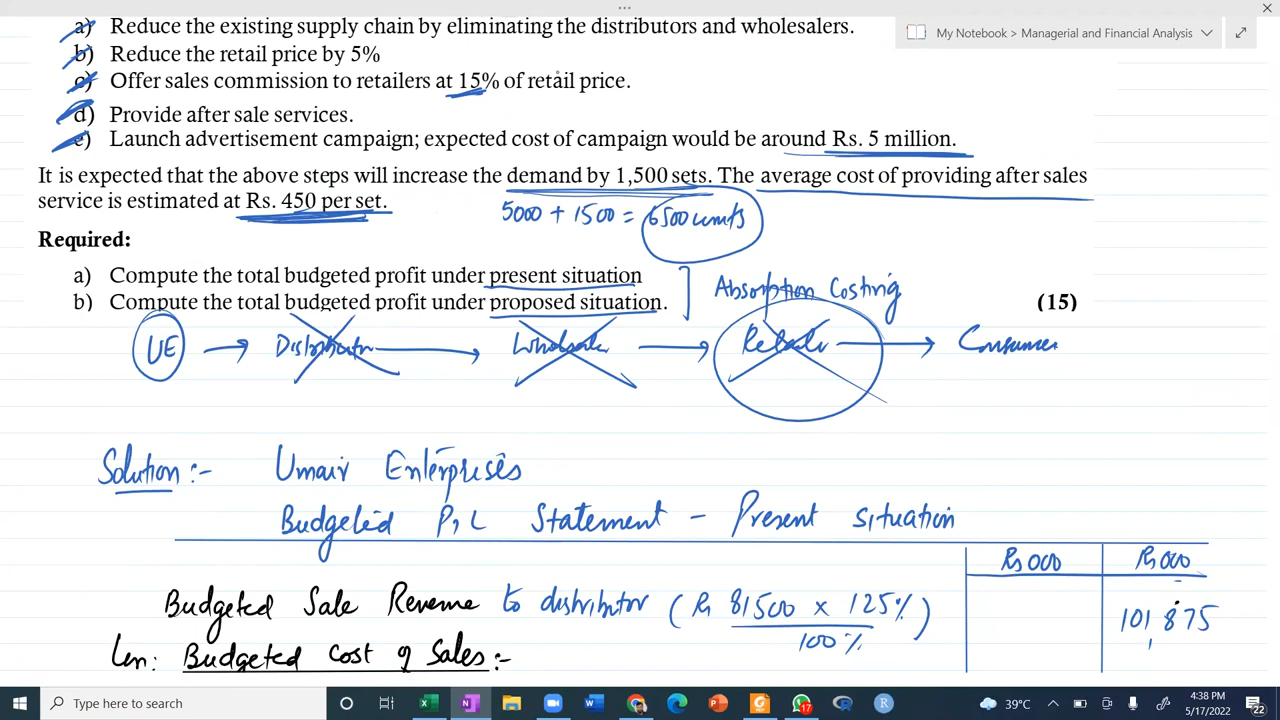 My Notebook > Managerial and Financial Analysis
a) Reduce the existing supply chain by eliminating the distributors and wholesalers.
b) Reduce the retail price by 5%
c) Offer sales commission to retailers at 15% of retail price.
d) Provide after sale services.
e) Launch advertisement campaign; expected cost of campaign would be around Rs. 5 million.
It is expected that the above steps will increase the demand by 1,500 sets. The average cost of providing after sales
service is estimated at Rs. 450 per set.
5000 + 1500 = 6500 units
Required:
a) Compute the total budgeted profit under present situation
b) Compute the total budgeted profit under proposed situation.
Absorption Costing
(15)
UE → Distributor → Wholesaler → Retailer → Consumer
Solution:- Umair Enterprises
Budgeted P, L Statement - Present situation
Rs 000 Rs 000
Budgeted Sale Revenue to distributor (Rs 81500 x 125% / 100%) 101,875
Less: Budgeted Cost of Sales:-
Type here to search
39°C
4:38 PM
5/17/2022
22
17